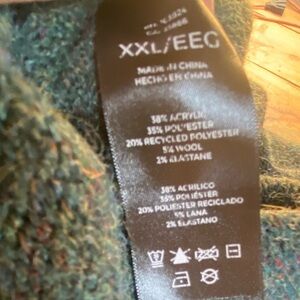 XXL/EEG
MADE IN CHINA
HECHO EN CHINA
38% ACRYLIC
35% POLYESTER
20% RECYCLED POLYESTER
5% WOOL
2% ELASTANE
38% ACRILICO
35% POLIÉSTER
20% POLIESTER RECICLADO
5% LANA
2% ELASTANO